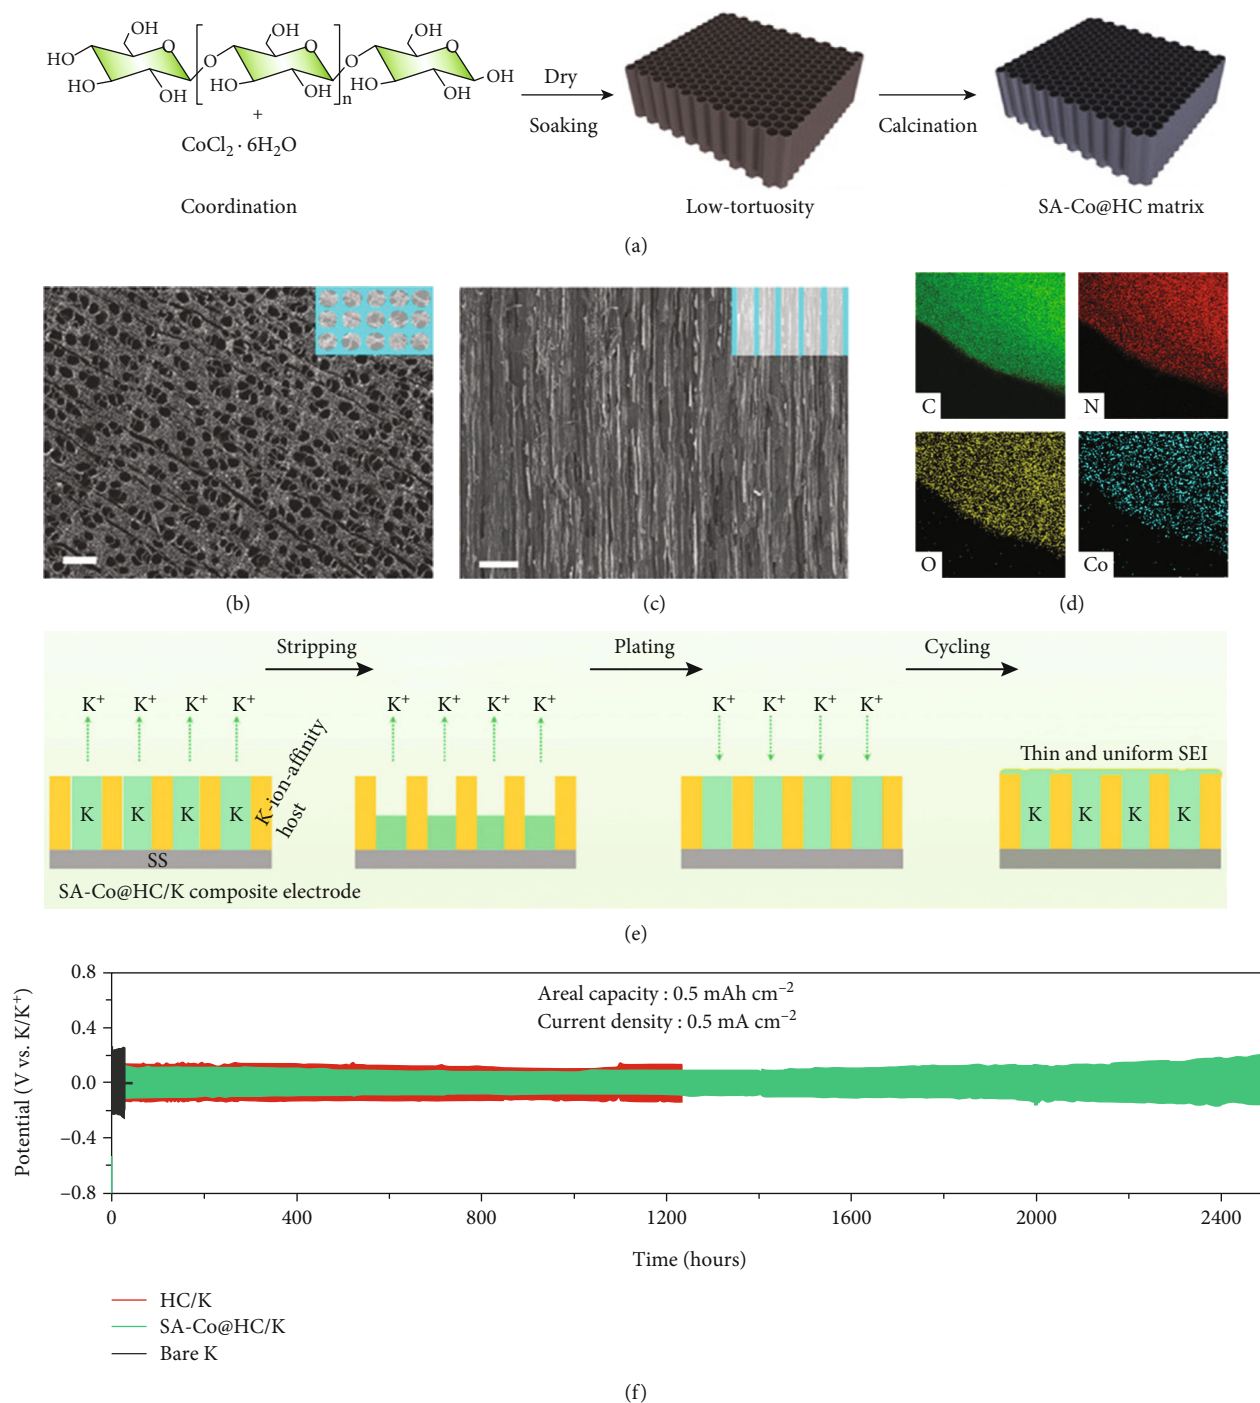 OH OH OH
HO O O O O OH
HO OH HO OH HO OH
n
+
CoCl₂ · 6H₂O
Coordination
Dry
Soaking
Low-tortuosity
Calcination
SA-Co@HC matrix
(a)
(b)
(c)
C
N
O
Co
(d)
Stripping
Plating
Cycling
K⁺ K⁺ K⁺ K⁺
K⁺ K⁺ K⁺ K⁺
K⁺ K⁺ K⁺ K⁺
K K K K
K-ion-affinity
host
SS
SA-Co@HC/K composite electrode
Thin and uniform SEI
K K K K
(e)
Potential (V vs. K/K⁺)
0.8
0.4
0.0
−0.4
−0.8
Areal capacity : 0.5 mAh cm⁻²
Current density : 0.5 mA cm⁻²
0 400 800 1200 1600 2000 2400
Time (hours)
HC/K
SA-Co@HC/K
Bare K
(f)